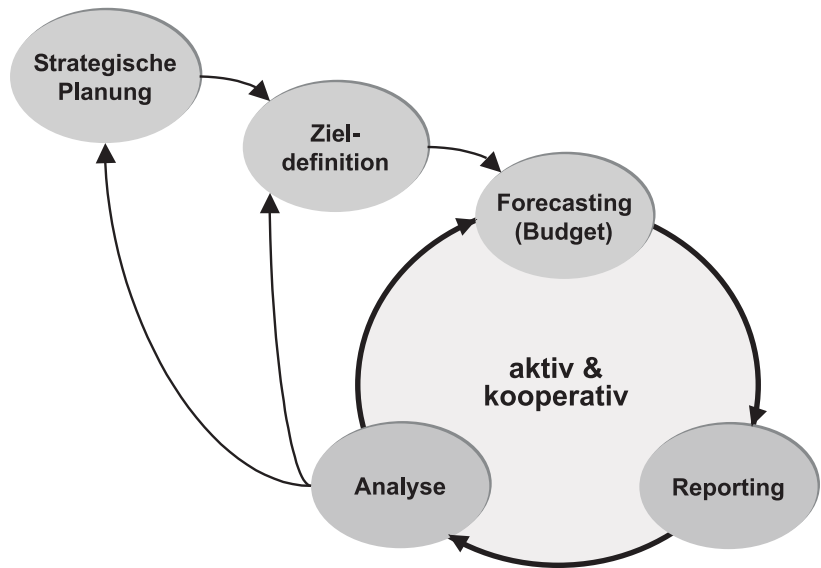 Strategische
Planung
Ziel-
definition
Forecasting
(Budget)
aktiv &
kooperativ
Analyse
Reporting